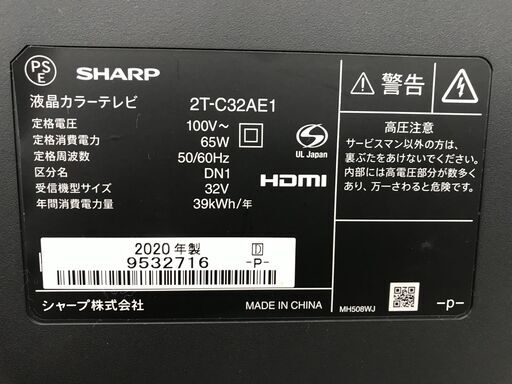 PS
E
SHARP
液晶カラーテレビ 2T-C32AE1
定格電圧 100V～
定格消費電力 65W
定格周波数 50/60Hz
区分名 DN1
受信機型サイズ 32V
年間消費電力量 39kWh/年
UL Japan
HDMI
警告
高圧注意
サービスマン以外の方は、
裏ぶたをあけないでください。
内部には高電圧部分が数多く
あり、万一さわると危険です。
2020 年製 D
9532716 -P-
シャープ株式会社
MADE IN CHINA
MH508WJ
-p-